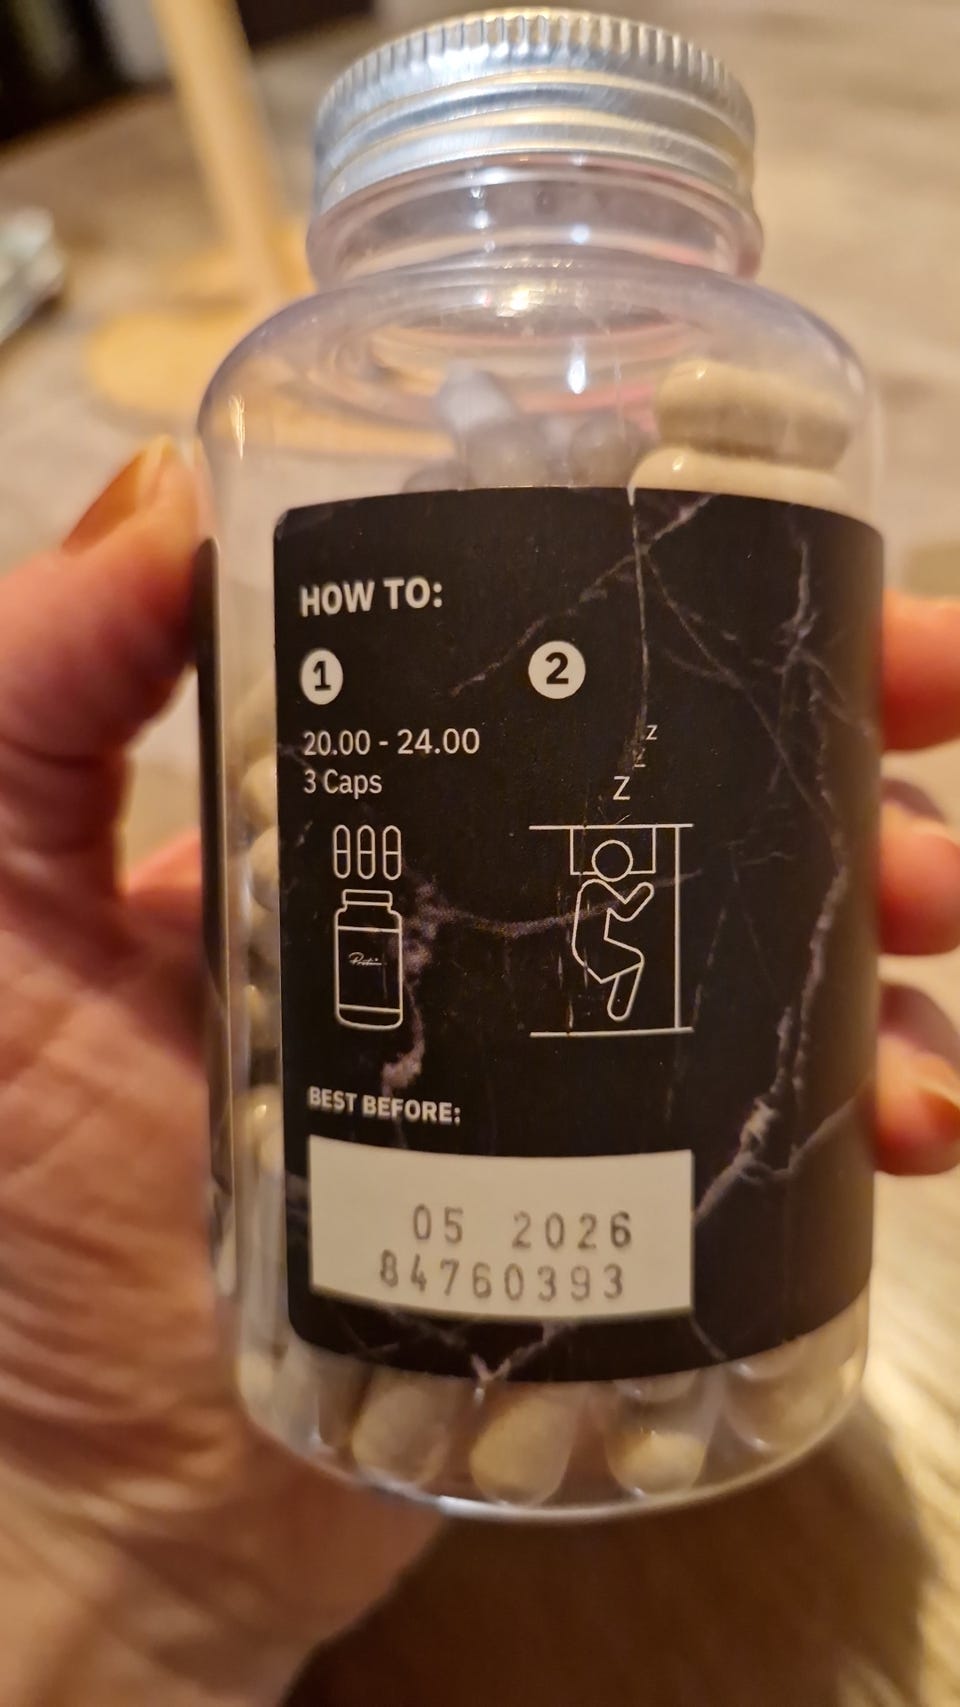 HOW TO:
1
2
20.00 - 24.00
3 Caps
z
z
Z
BEST BEFORE:
05 2026
84760393